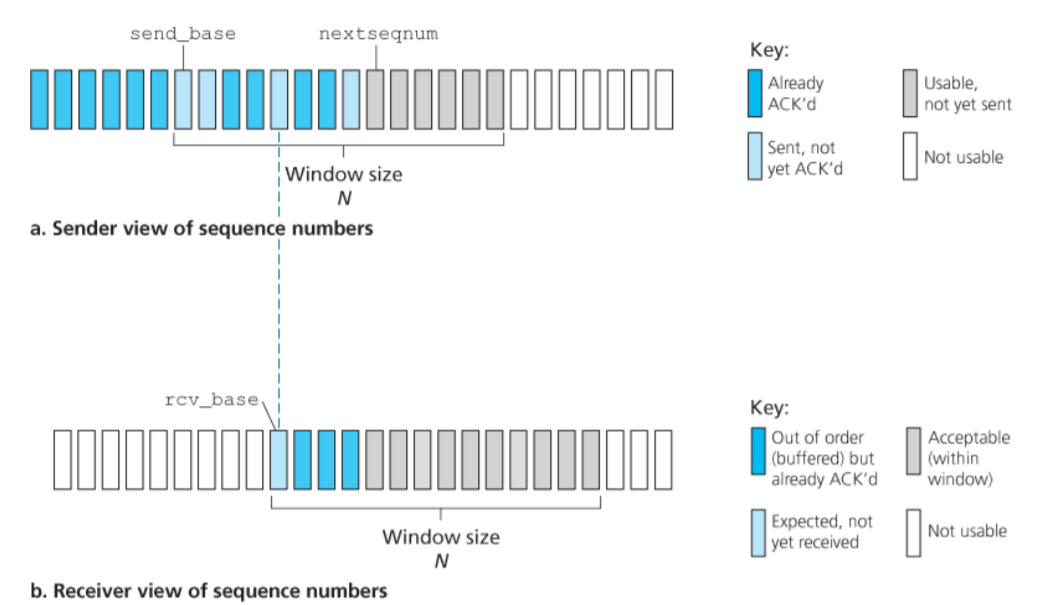 send_base
nextseqnum
Key:
Already
ACK'd
Usable,
not yet sent
Sent, not
yet ACK'd
Not usable
Window size
N
a. Sender view of sequence numbers
rcv_base
Key:
Out of order
(buffered) but
already ACK'd
Acceptable
(within
window)
Expected, not
yet received
Not usable
Window size
N
b. Receiver view of sequence numbers